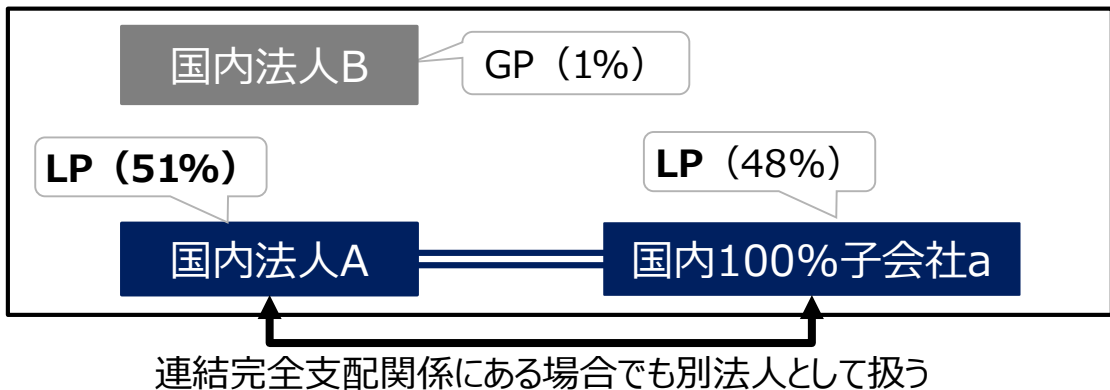 国内法人B
GP（1%）
LP（51%）
LP（48%）
国内法人A
国内100%子会社a
連結完全支配関係にある場合でも別法人として扱う